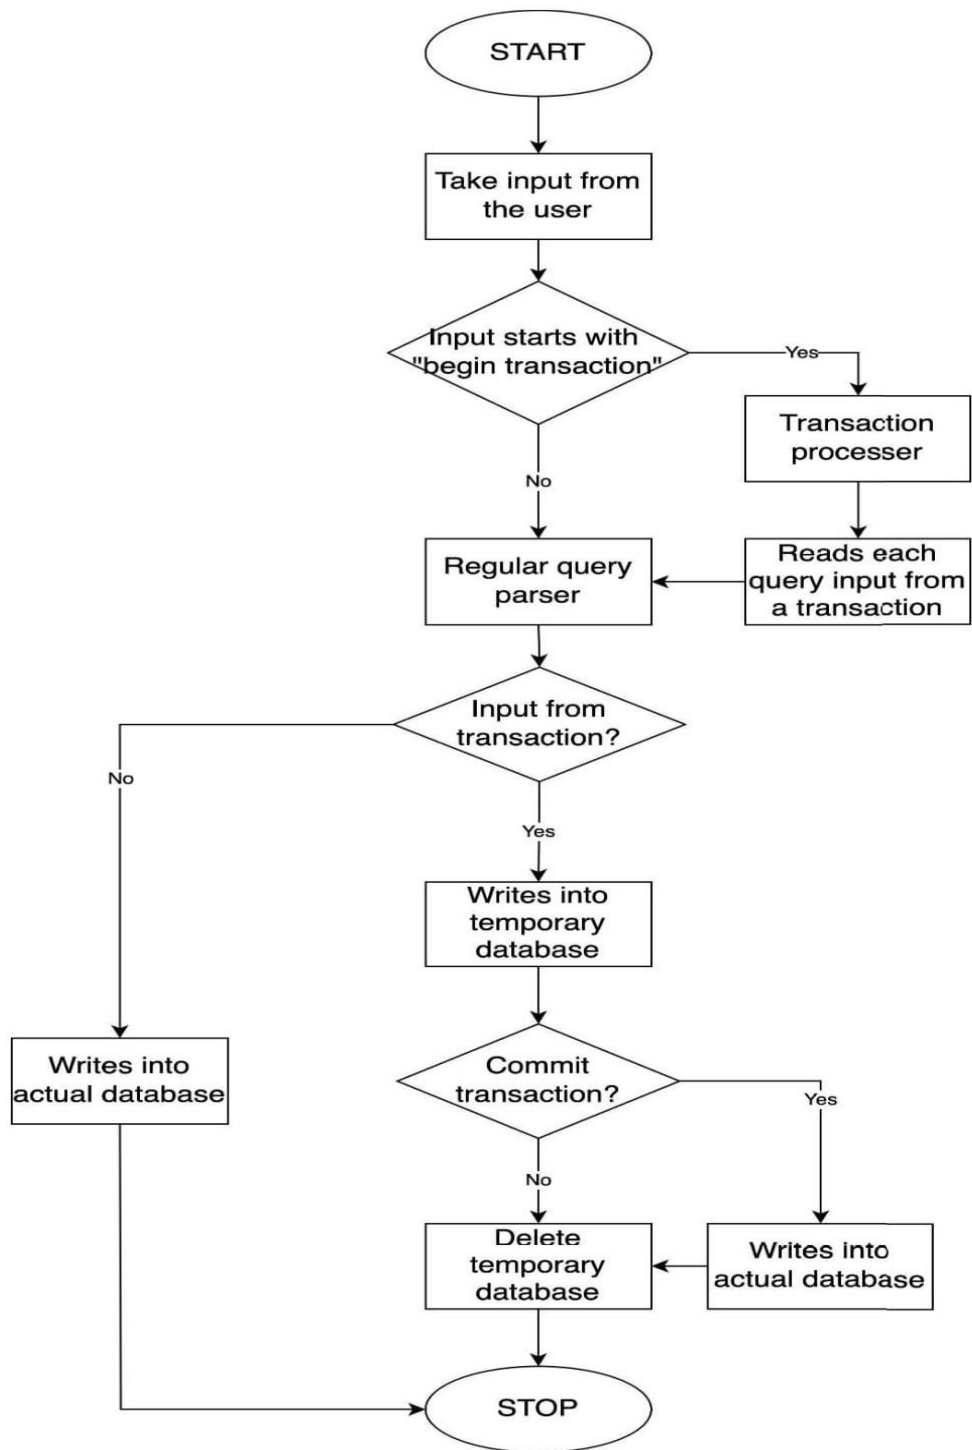 START
Take input from
the user
Input starts with
"begin transaction"
Yes
Transaction
processer
No
Regular query
parser
Reads each
query input from
a transaction
Input from
transaction?
No
Yes
Writes into
temporary
database
Writes into
actual database
Commit
transaction?
Yes
No
Delete
temporary
database
Writes into
actual database
STOP